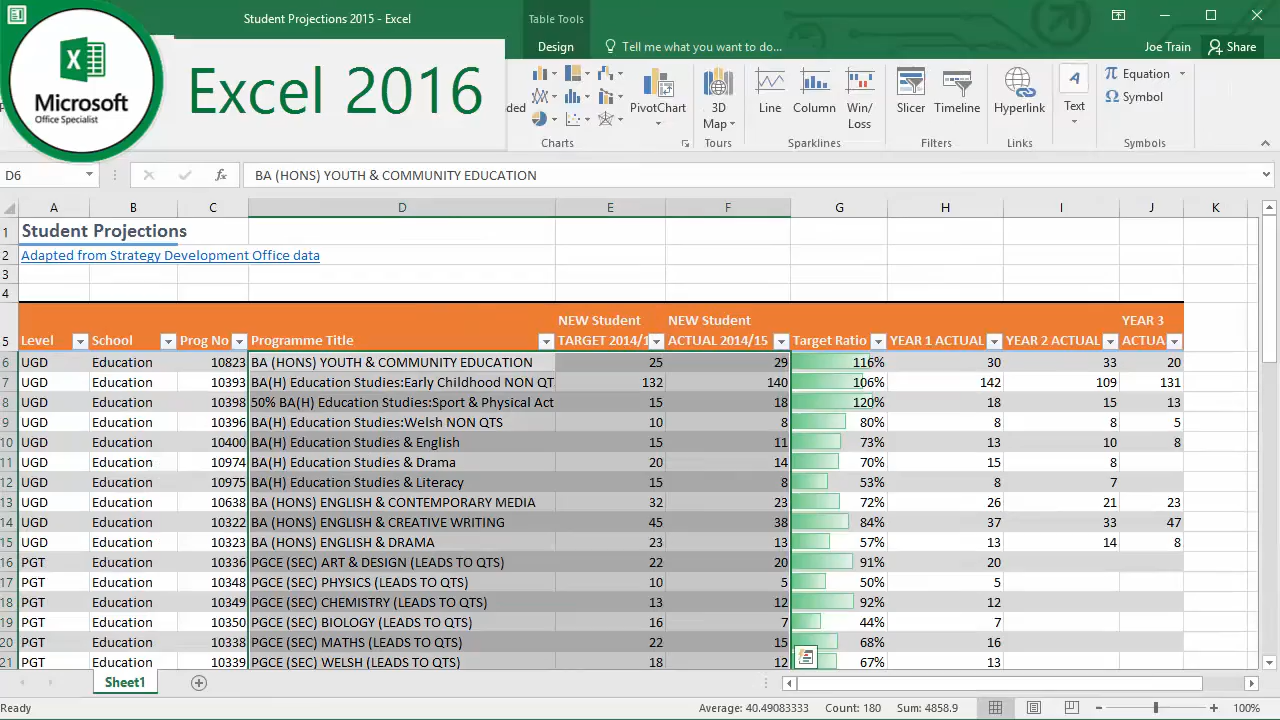 Student Projections 2015 - Excel
Table Tools
Joe Train
Share
Design
Tell me what you want to do...
Microsoft
Office Specialist
Excel 2016
PivotChart
3D
Map
Line
Column
Win/
Loss
Slicer
Timeline
Hyperlink
Text
Equation
Symbol
Charts
Tours
Sparklines
Filters
Links
Symbols
D6
fx
BA (HONS) YOUTH & COMMUNITY EDUCATION
A B C D E F G H I J K
1 Student Projections
2 Adapted from Strategy Development Office data
3
4
NEW Student NEW Student YEAR 3
5 Level School Prog No Programme Title TARGET 2014/1 ACTUAL 2014/15 Target Ratio YEAR 1 ACTUAL YEAR 2 ACTUAL ACTUA
6 UGD Education 10823 BA (HONS) YOUTH & COMMUNITY EDUCATION 25 29 116% 30 33 20
7 UGD Education 10393 BA(H) Education Studies:Early Childhood NON QT 132 140 106% 142 109 131
8 UGD Education 10398 50% BA(H) Education Studies:Sport & Physical Act 15 18 120% 18 15 13
9 UGD Education 10396 BA(H) Education Studies:Welsh NON QTS 10 8 80% 8 8 5
10 UGD Education 10400 BA(H) Education Studies & English 15 11 73% 13 10 8
11 UGD Education 10974 BA(H) Education Studies & Drama 20 14 70% 15 8
12 UGD Education 10975 BA(H) Education Studies & Literacy 15 8 53% 8 7
13 UGD Education 10638 BA (HONS) ENGLISH & CONTEMPORARY MEDIA 32 23 72% 26 21 23
14 UGD Education 10322 BA (HONS) ENGLISH & CREATIVE WRITING 45 38 84% 37 33 47
15 UGD Education 10323 BA (HONS) ENGLISH & DRAMA 23 13 57% 13 14 8
16 PGT Education 10336 PGCE (SEC) ART & DESIGN (LEADS TO QTS) 22 20 91% 20
17 PGT Education 10348 PGCE (SEC) PHYSICS (LEADS TO QTS) 10 5 50% 5
18 PGT Education 10349 PGCE (SEC) CHEMISTRY (LEADS TO QTS) 13 12 92% 12
19 PGT Education 10350 PGCE (SEC) BIOLOGY (LEADS TO QTS) 16 7 44% 7
20 PGT Education 10338 PGCE (SEC) MATHS (LEADS TO QTS) 22 15 68% 16
21 PGT Education 10339 PGCE (SEC) WELSH (LEADS TO QTS) 18 12 67% 13
Sheet1
Ready
Average: 40.49083333 Count: 180 Sum: 4858.9
100%